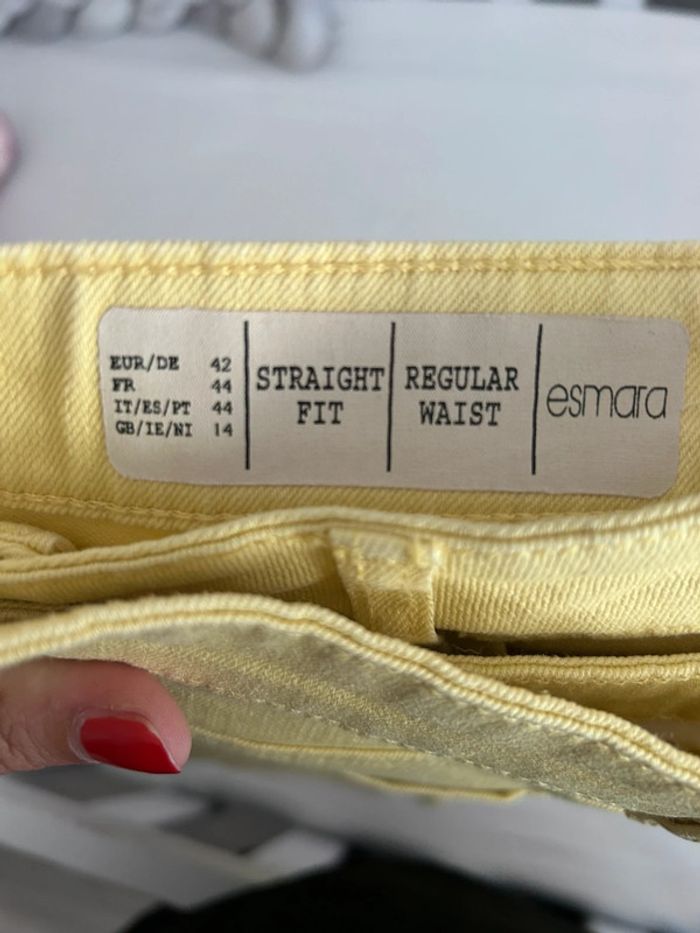 EUR/DE 42
FR 44
IT/ES/PT 44
GB/IE/NI 14
STRAIGHT
FIT
REGULAR
WAIST
esmara